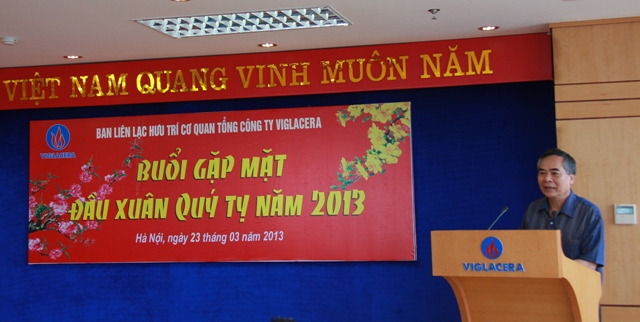 VIỆT NAM QUANG VINH MUÔN NĂM
VIGLACERA
BAN LIÊN LẠC HƯU TRÍ CƠ QUAN TỔNG CÔNG TY VIGLACERA
BUỔI GẶP MẶT
ĐẦU XUÂN QUÝ TỴ NĂM 2013
Hà Nội, ngày 23 tháng 03 năm 2013
VIGLACERA